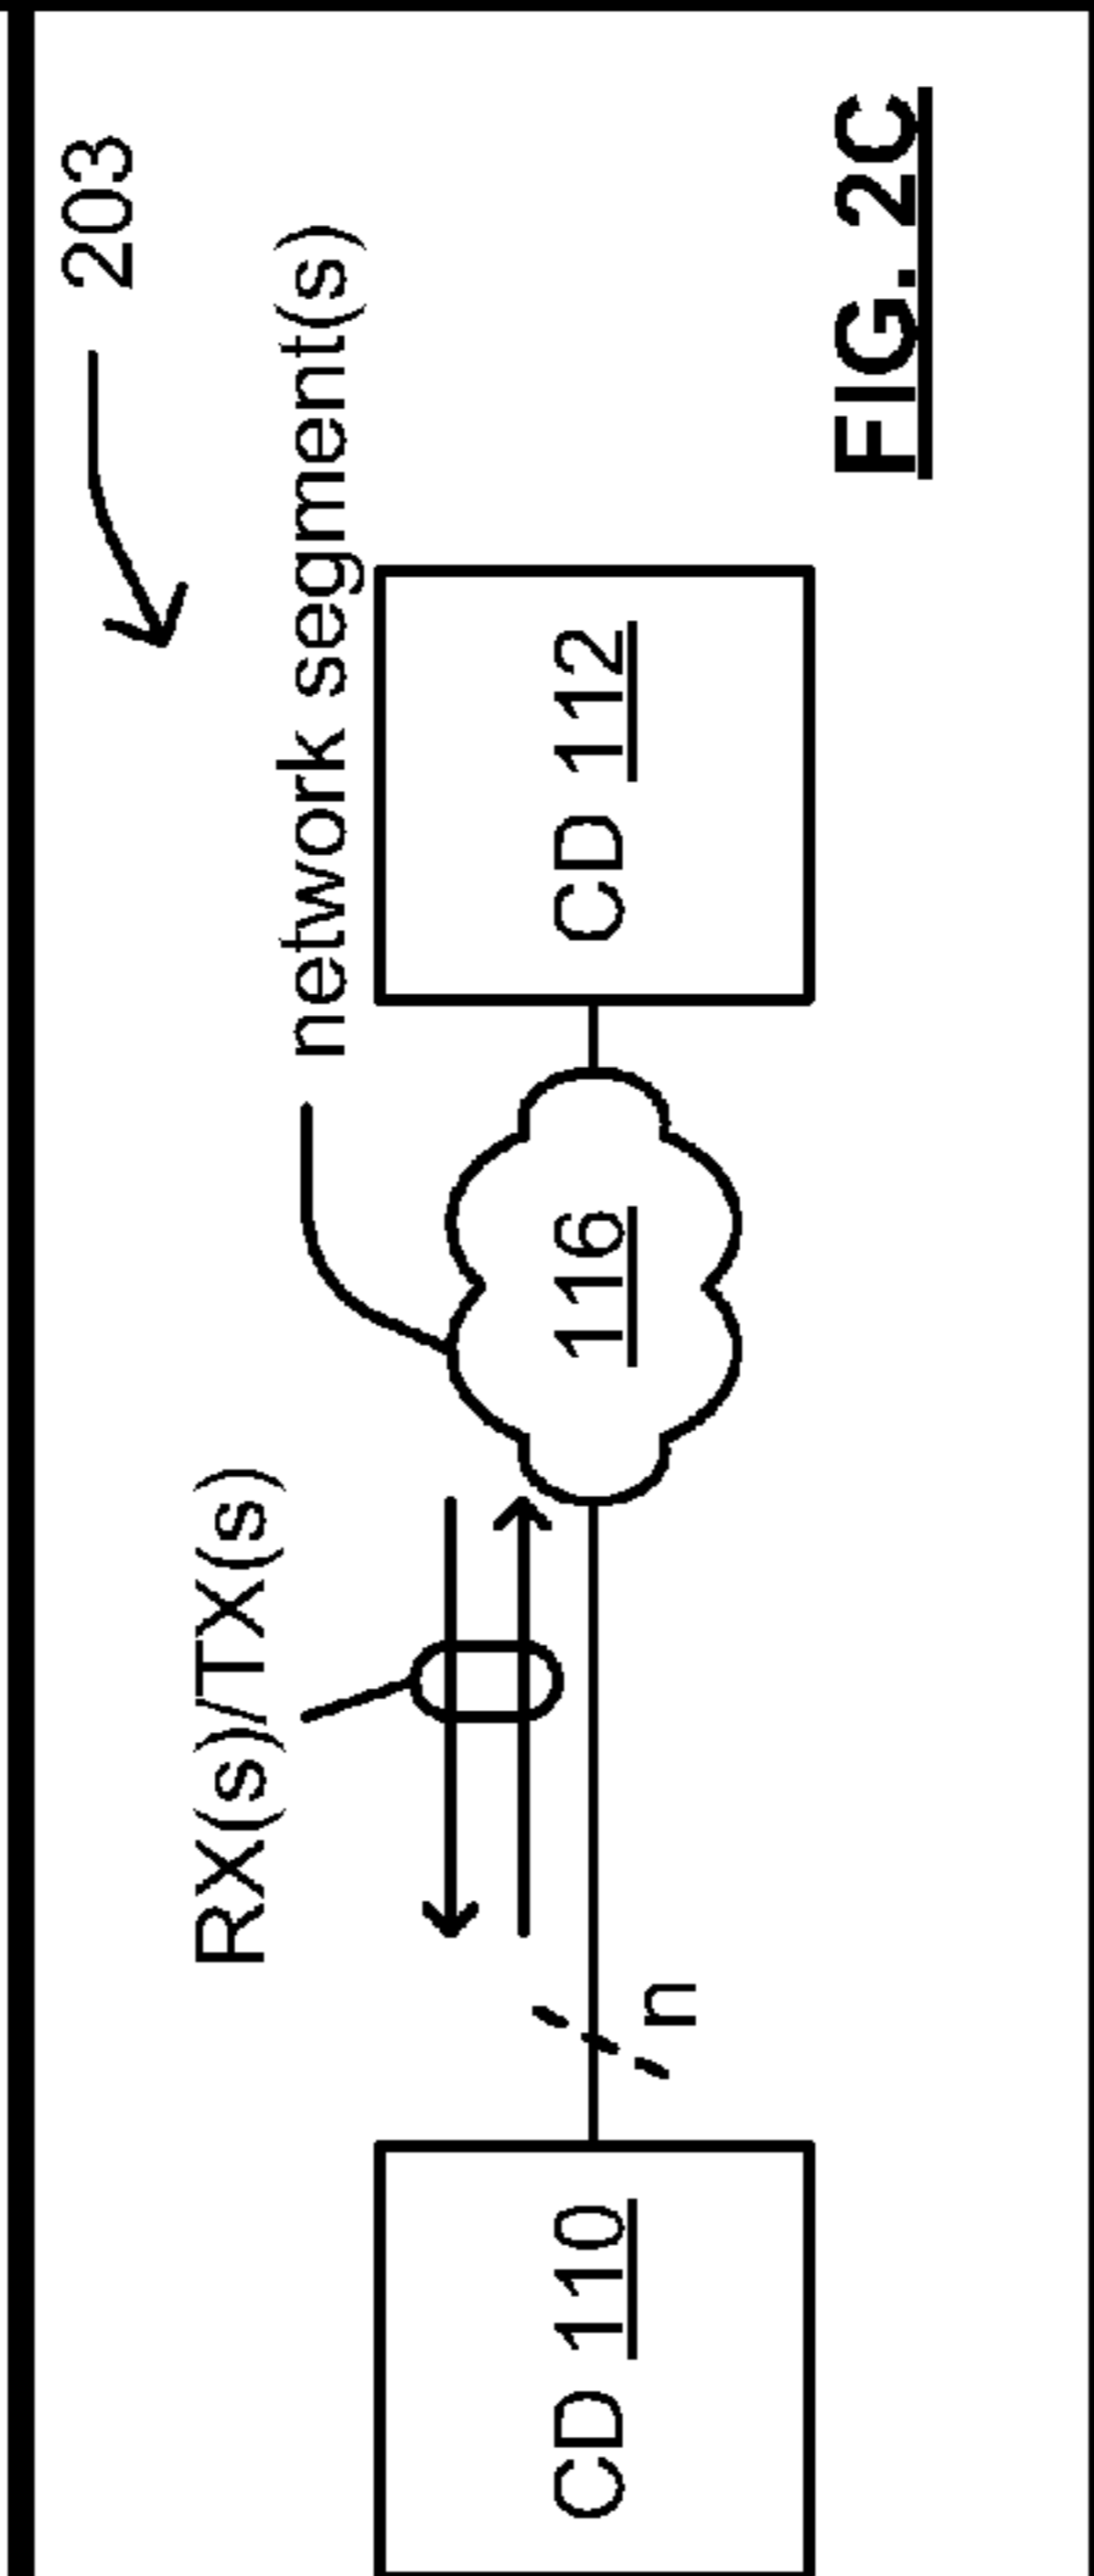 203
network segment(s)
RX(s)/TX(s)
CD 110
n
116
CD 112
FIG. 2C